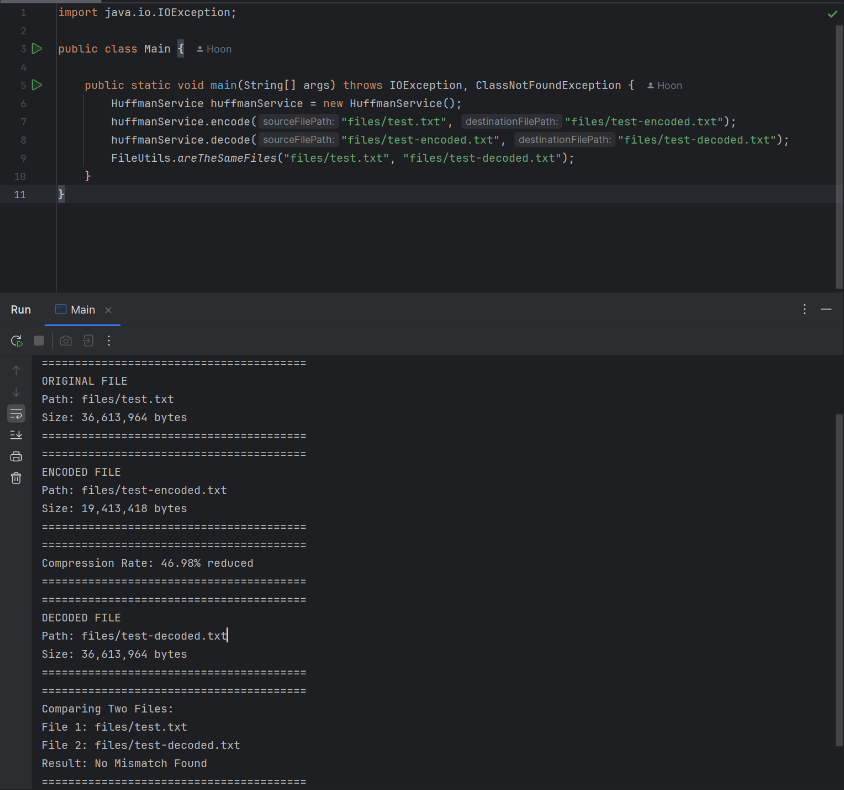 1 import java.io.IOException;
2
3 public class Main { Hoon
4
5 public static void main(String[] args) throws IOException, ClassNotFoundException { Hoon
6 HuffmanService huffmanService = new HuffmanService();
7 huffmanService.encode( sourceFilePath: "files/test.txt", destinationFilePath: "files/test-encoded.txt");
8 huffmanService.decode( sourceFilePath: "files/test-encoded.txt", destinationFilePath: "files/test-decoded.txt");
9 FileUtils.areTheSameFiles("files/test.txt", "files/test-decoded.txt");
10 }
11 }
Run Main
========================================
ORIGINAL FILE
Path: files/test.txt
Size: 36,613,964 bytes
========================================
========================================
ENCODED FILE
Path: files/test-encoded.txt
Size: 19,413,418 bytes
========================================
========================================
Compression Rate: 46.98% reduced
========================================
========================================
DECODED FILE
Path: files/test-decoded.txt
Size: 36,613,964 bytes
========================================
========================================
Comparing Two Files:
File 1: files/test.txt
File 2: files/test-decoded.txt
Result: No Mismatch Found
========================================